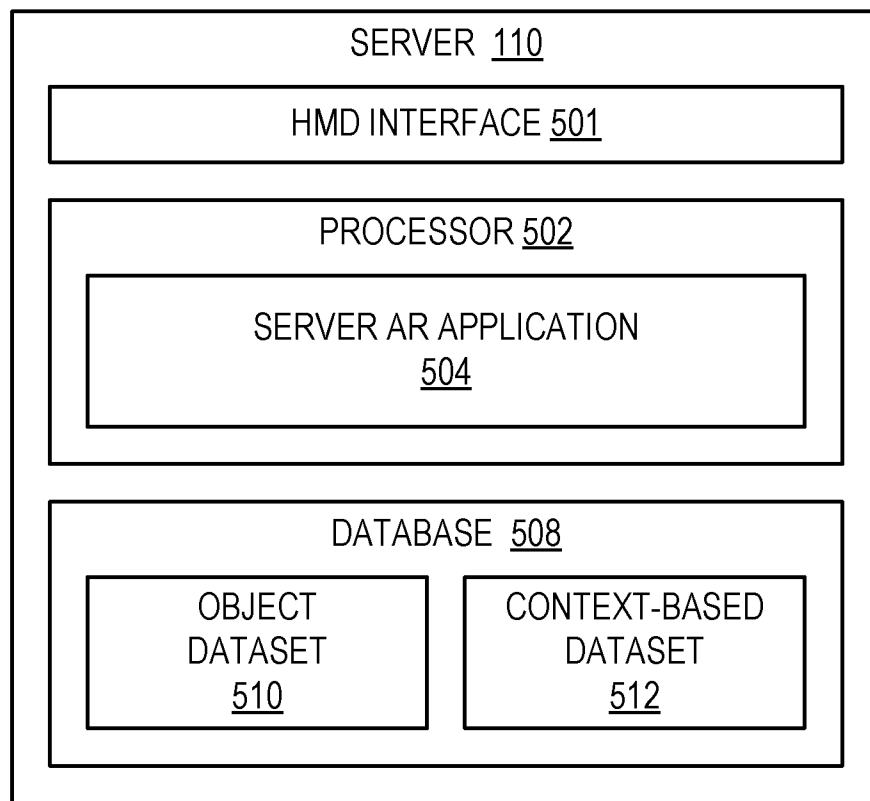 SERVER 110
HMD INTERFACE 501
PROCESSOR 502
SERVER AR APPLICATION
504
DATABASE 508
OBJECT
DATASET
510
CONTEXT-BASED
DATASET
512